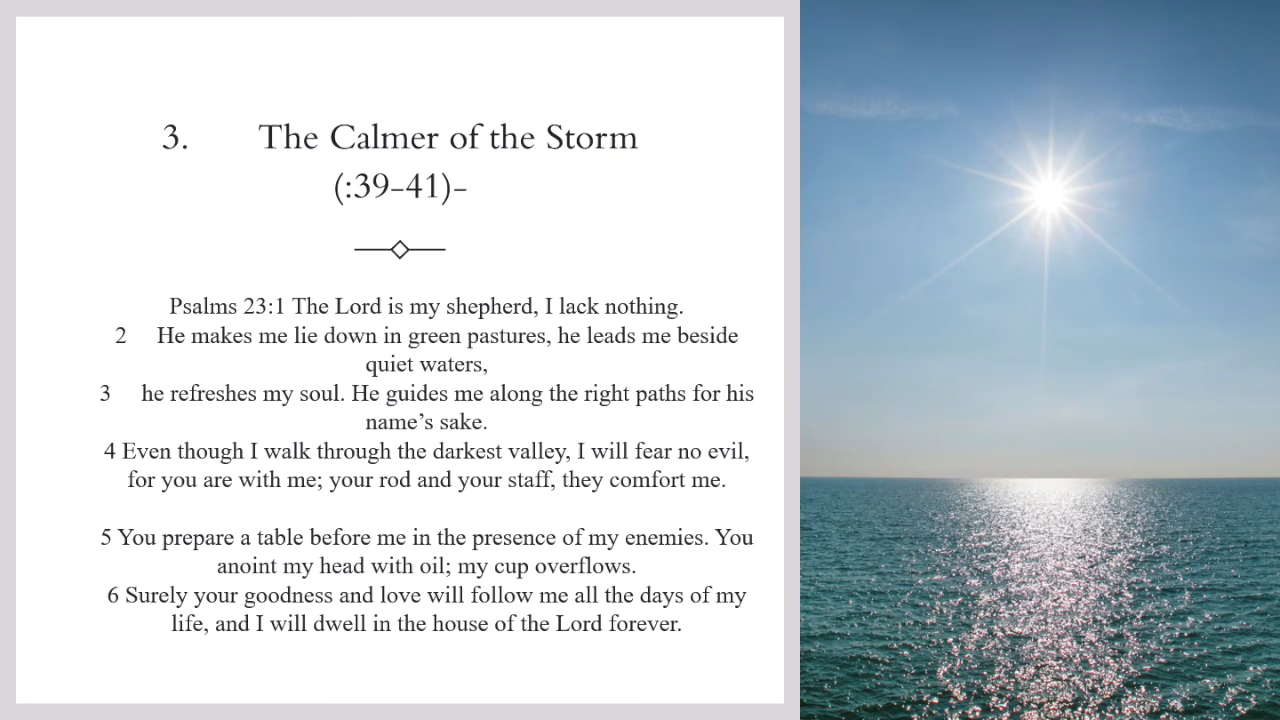 3. The Calmer of the Storm
(:39-41)-
Psalms 23:1 The Lord is my shepherd, I lack nothing.
2 He makes me lie down in green pastures, he leads me beside
quiet waters,
3 he refreshes my soul. He guides me along the right paths for his
name’s sake.
4 Even though I walk through the darkest valley, I will fear no evil,
for you are with me; your rod and your staff, they comfort me.
5 You prepare a table before me in the presence of my enemies. You
anoint my head with oil; my cup overflows.
6 Surely your goodness and love will follow me all the days of my
life, and I will dwell in the house of the Lord forever.